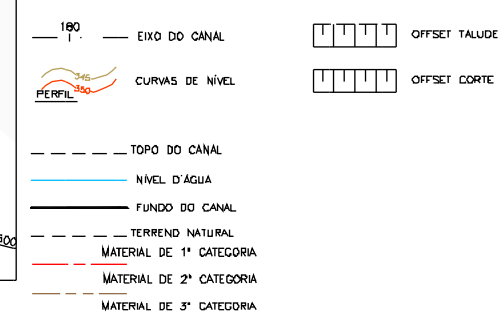 180
EIXO DO CANAL
OFFSET TALUDE
345
350
CURVAS DE NÍVEL
OFFSET CORTE
PERFIL
TOPO DO CANAL
NÍVEL D'ÁGUA
FUNDO DO CANAL
TERRENO NATURAL
MATERIAL DE 1ª CATEGORIA
MATERIAL DE 2ª CATEGORIA
MATERIAL DE 3ª CATEGORIA